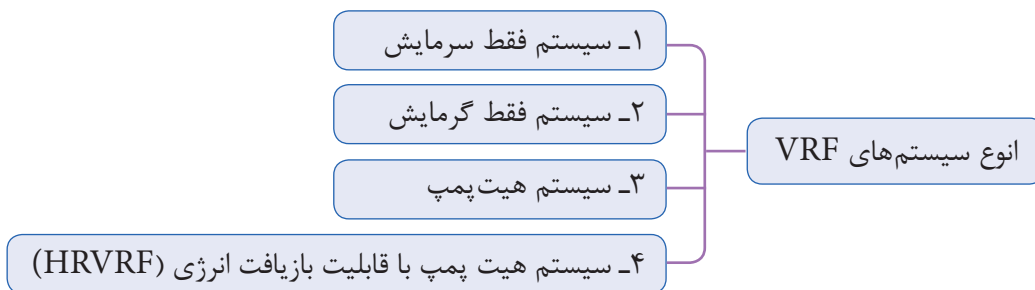 انوع سیستم‌های VRF
۱ـ سیستم فقط سرمایش
۲ـ سیستم فقط گرمایش
۳ـ سیستم هیت‌پمپ
۴ـ سیستم هیت پمپ با قابلیت بازیافت انرژی (HRVRF)